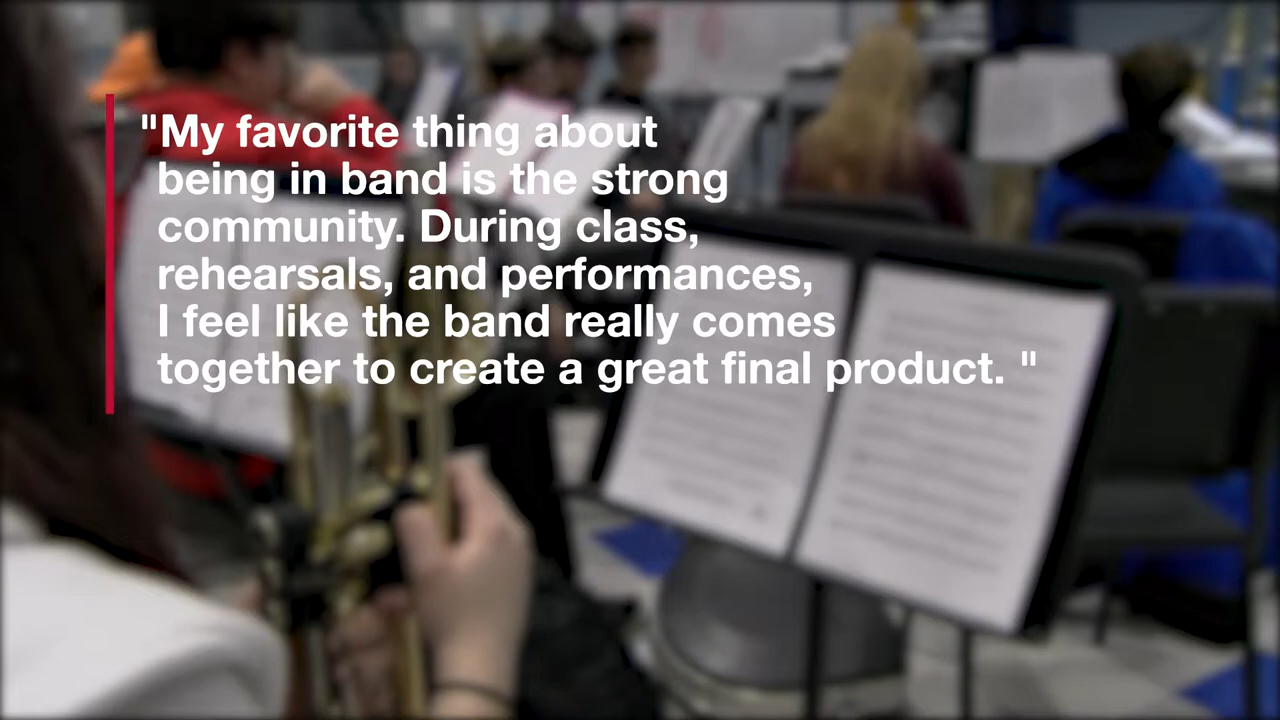 "My favorite thing about
being in band is the strong
community. During class,
rehearsals, and performances,
I feel like the band really comes
together to create a great final product. "